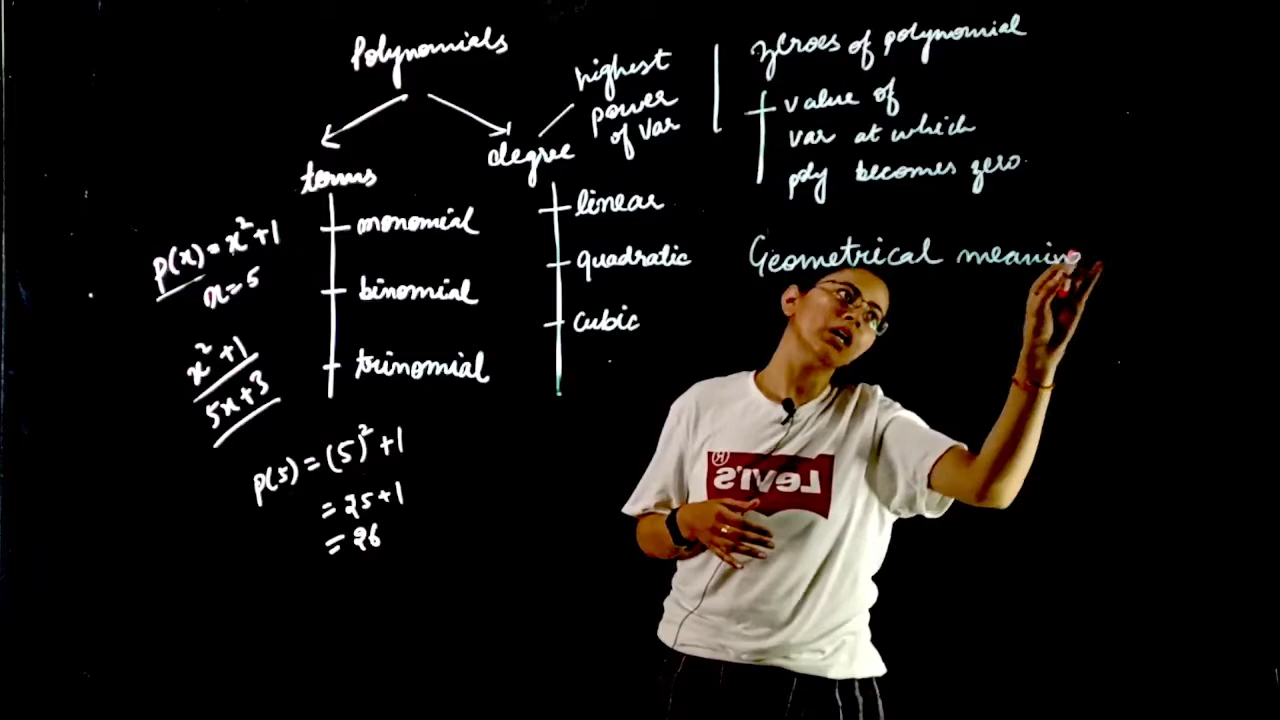 Polynomials
terms
monomial
binomial
trinomial
degree
highest
power
of var
linear
quadratic
cubic
P(x) = x² + 1
x = 5
x² + 1
5x + 3
P(5) = (5)² + 1
= 25 + 1
= 26
zeroes of polynomial
value of
var at which
poly becomes zero
Geometrical meaning
LEVI'S®